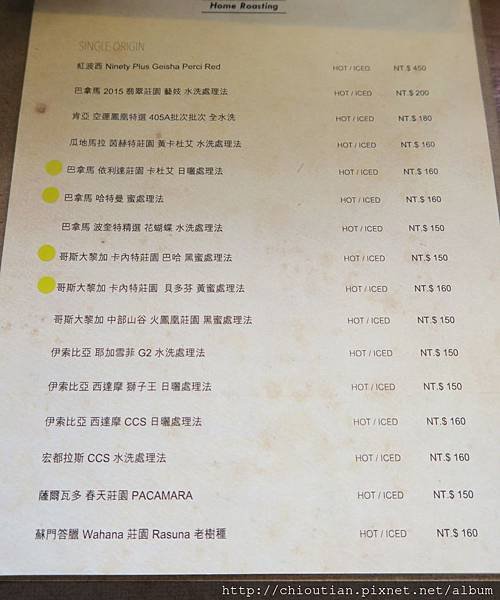 Home Roasting
SINGLE ORIGIN
紅波西 Ninety Plus Geisha Perci Red HOT / ICED NT.$ 450
巴拿馬 2015 翡翠莊園 藝妓 水洗處理法 HOT / ICED NT.$ 200
肯亞 空運鳳凰特選 405A批次批次 全水洗 HOT / ICED NT.$ 180
瓜地馬拉 茵赫特莊園 黃卡杜艾 水洗處理法 HOT / ICED NT.$ 160
巴拿馬 依利達莊園 卡杜艾 日曬處理法 HOT / ICED NT.$ 160
巴拿馬 哈特曼 蜜處理法 HOT / ICED NT.$ 160
巴拿馬 波奎特精選 花蝴蝶 水洗處理法 HOT / ICED NT.$ 150
哥斯大黎加 卡內特莊園 巴哈 黑蜜處理法 HOT / ICED NT.$ 150
哥斯大黎加 卡內特莊園 貝多芬 黃蜜處理法 HOT / ICED NT.$ 160
哥斯大黎加 中部山谷 火鳳凰莊園 黑蜜處理法 HOT / ICED NT.$ 150
伊索比亞 耶加雪菲 G2 水洗處理法 HOT / ICED NT.$ 150
伊索比亞 西達摩 獅子王 日曬處理法 HOT / ICED NT.$ 150
伊索比亞 西達摩 CCS 日曬處理法 HOT / ICED NT.$ 160
宏都拉斯 CCS 水洗處理法 HOT / ICED NT.$ 160
薩爾瓦多 春天莊園 PACAMARA HOT / ICED NT.$ 150
蘇門答臘 Wahana 莊園 Rasuna 老樹種 HOT / ICED NT.$ 160
http://chioutian.pixnet.net/album